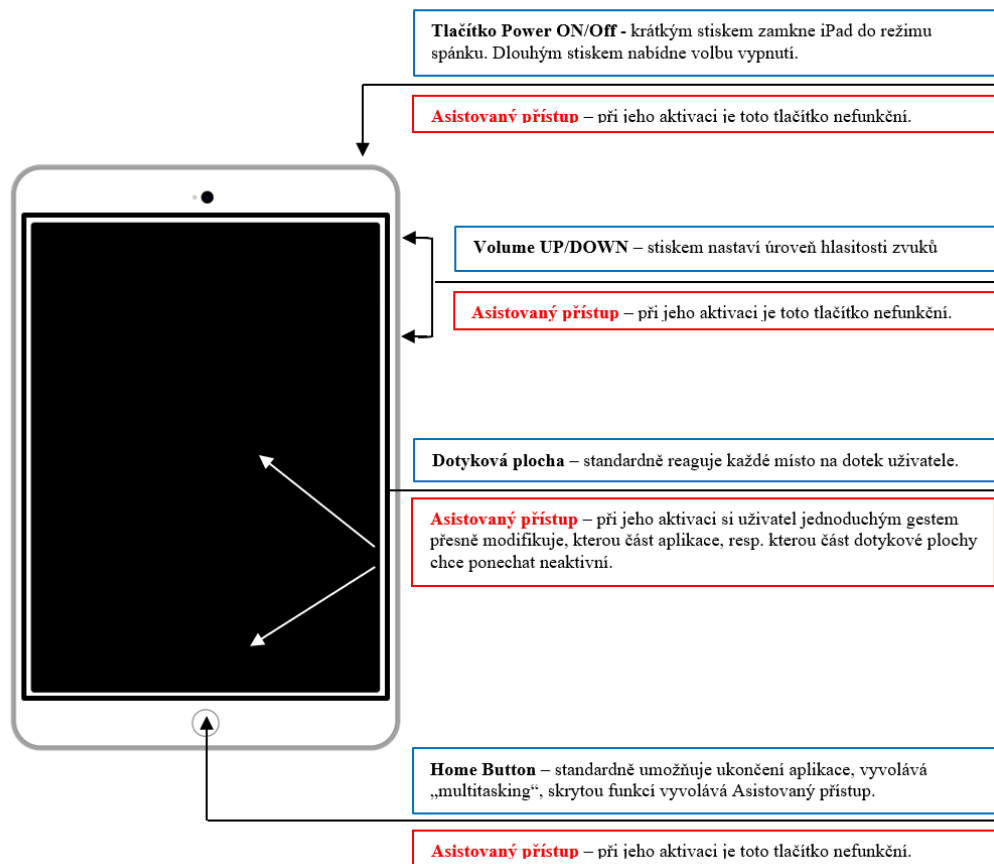 Tlačítko Power ON/Off - krátkým stiskem zamkne iPad do režimu
spánku. Dlouhým stiskem nabídne volbu vypnutí.
Asistovaný přístup – při jeho aktivaci je toto tlačítko nefunkční.
Volume UP/DOWN – stiskem nastaví úroveň hlasitosti zvuků
Asistovaný přístup – při jeho aktivaci je toto tlačítko nefunkční.
Dotyková plocha – standardně reaguje každé místo na dotek uživatele.
Asistovaný přístup – při jeho aktivaci si uživatel jednoduchým gestem
přesně modifikuje, kterou část aplikace, resp. kterou část dotykové plochy
chce ponechat neaktivní.
Home Button – standardně umožňuje ukončení aplikace, vyvolává
„multitasking“, skrytou funkcí vyvolává Asistovaný přístup.
Asistovaný přístup – při jeho aktivaci je toto tlačítko nefunkční.